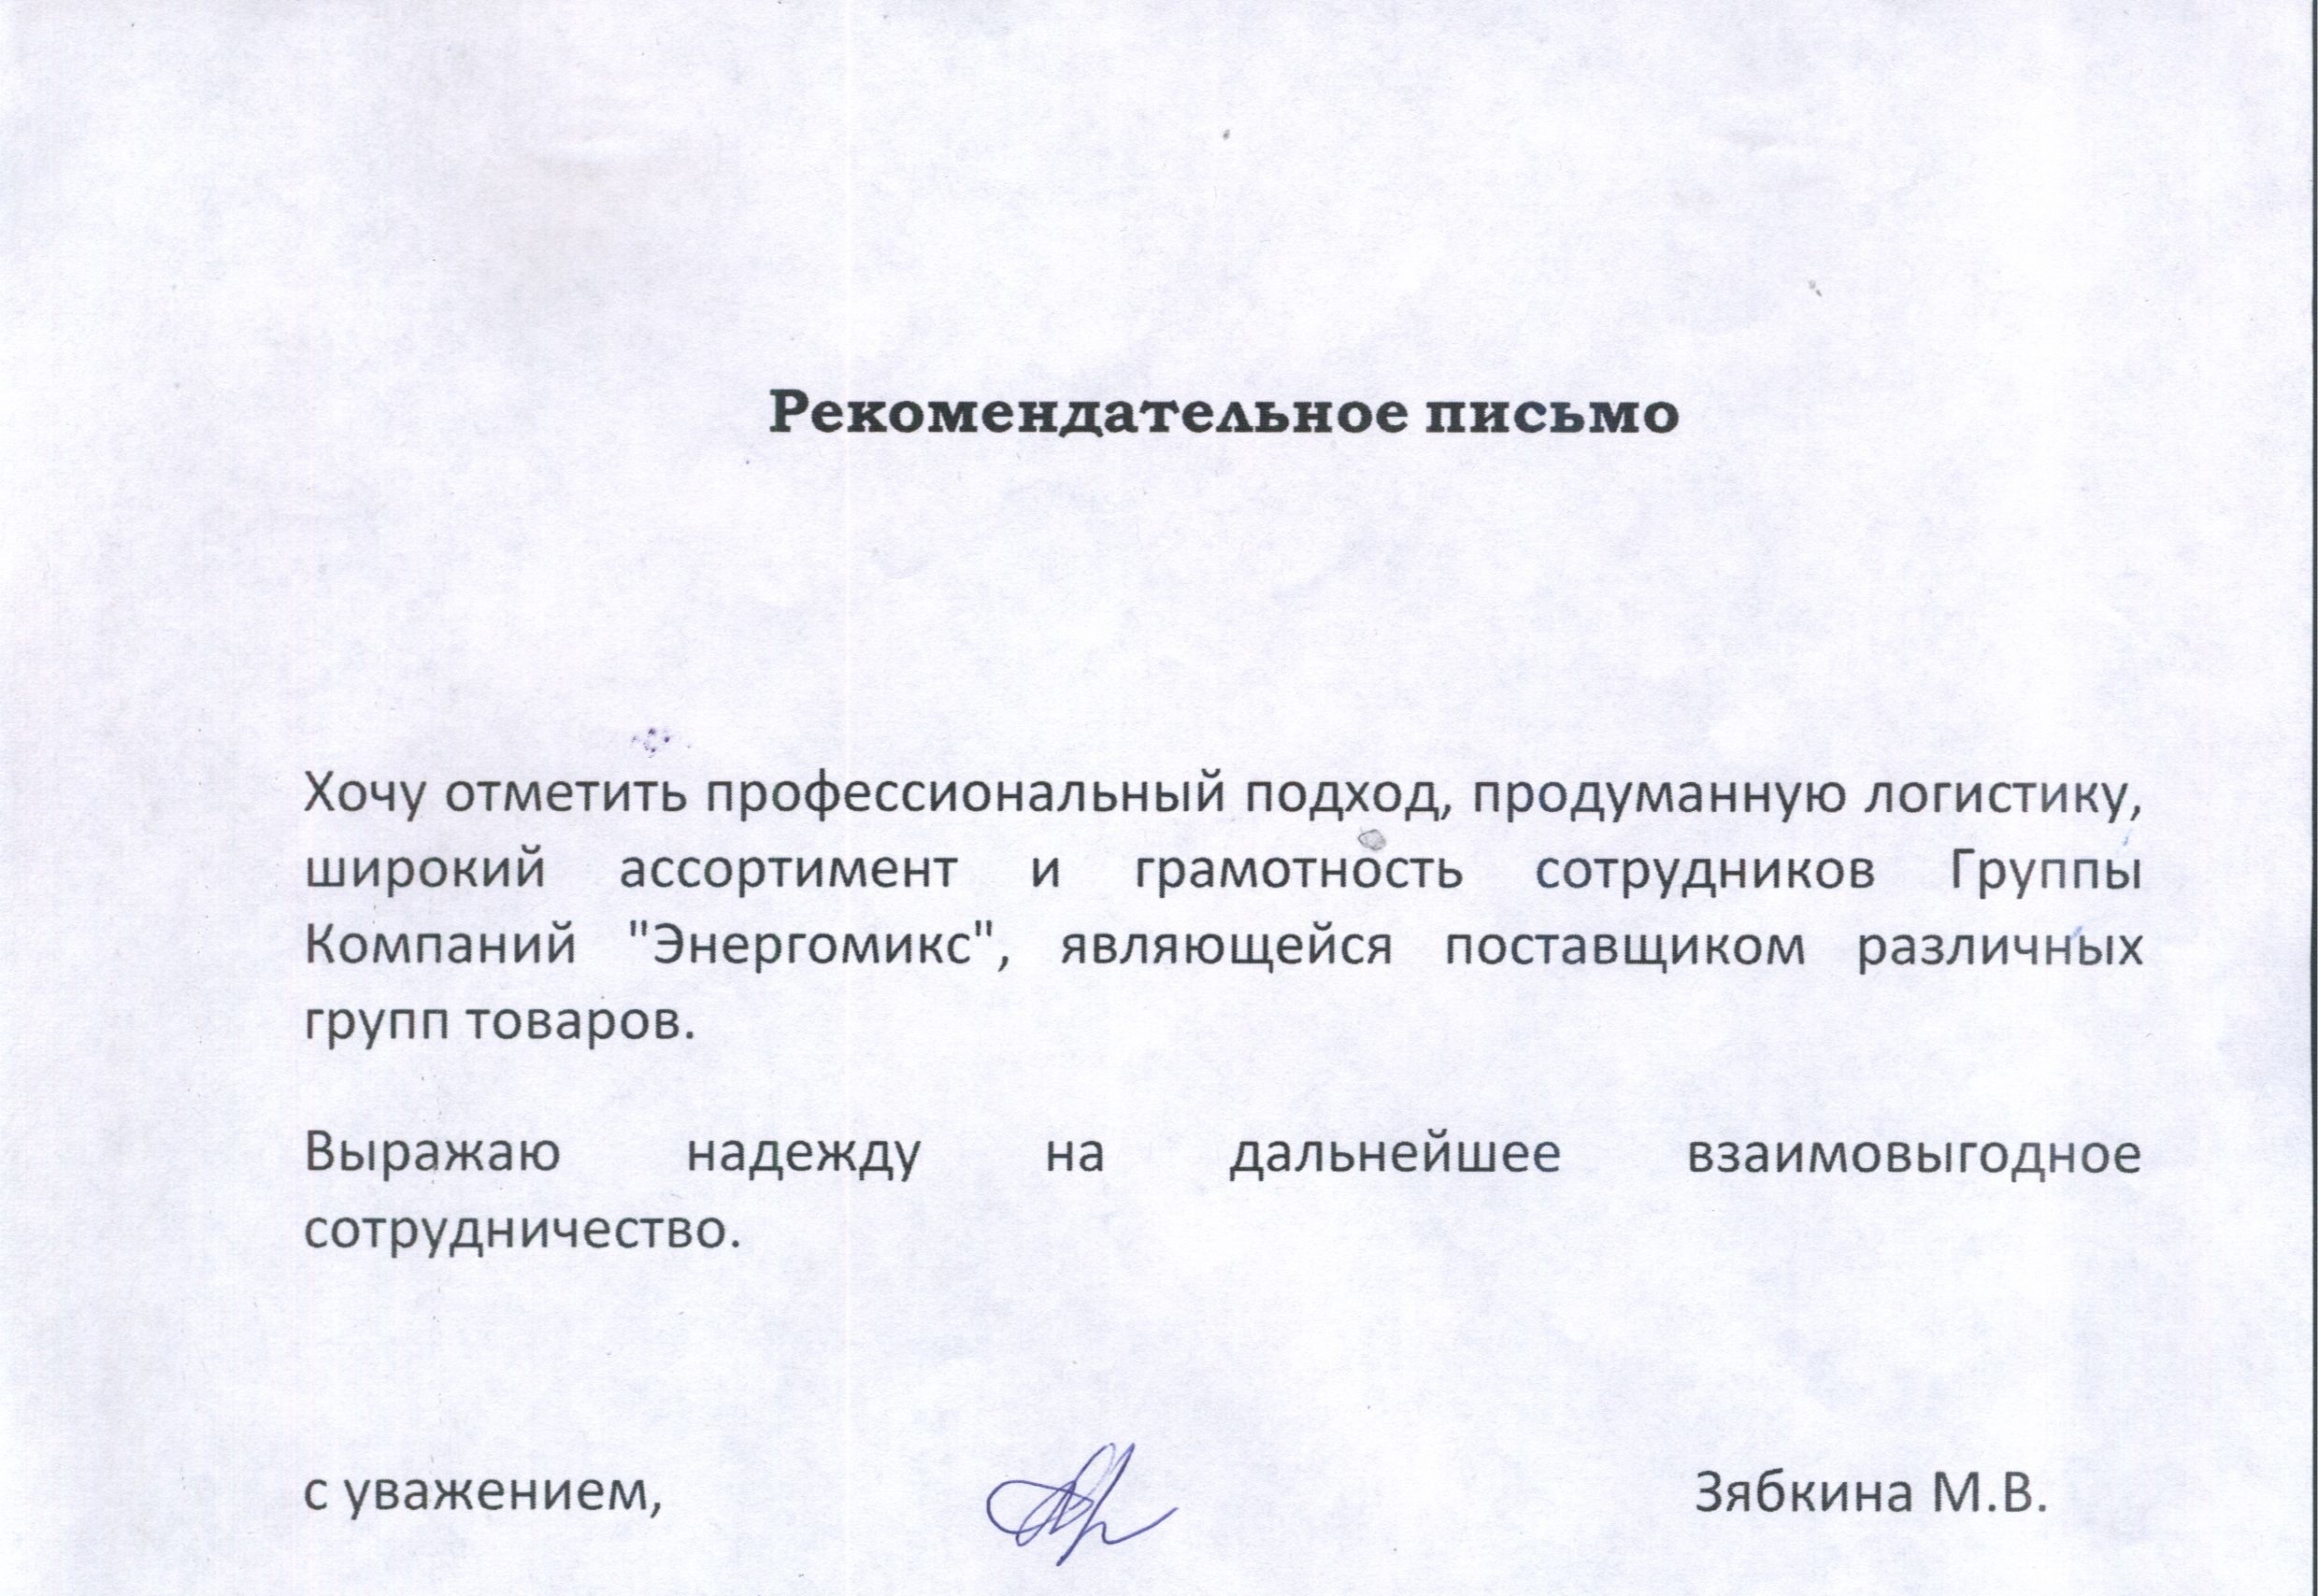 Рекомендательное письмо
Хочу отметить профессиональный подход, продуманную логистику,
широкий ассортимент и грамотность сотрудников Группы
Компаний "Энергомикс", являющейся поставщиком различных
групп товаров.
Выражаю надежду на дальнейшее взаимовыгодное
сотрудничество.
с уважением, Зябкина М.В.